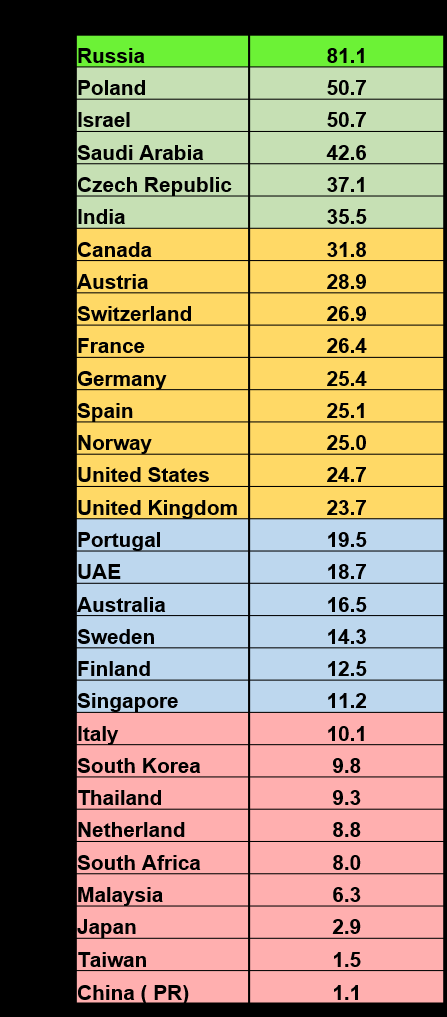 Russia 81.1
Poland 50.7
Israel 50.7
Saudi Arabia 42.6
Czech Republic 37.1
India 35.5
Canada 31.8
Austria 28.9
Switzerland 26.9
France 26.4
Germany 25.4
Spain 25.1
Norway 25.0
United States 24.7
United Kingdom 23.7
Portugal 19.5
UAE 18.7
Australia 16.5
Sweden 14.3
Finland 12.5
Singapore 11.2
Italy 10.1
South Korea 9.8
Thailand 9.3
Netherland 8.8
South Africa 8.0
Malaysia 6.3
Japan 2.9
Taiwan 1.5
China ( PR) 1.1